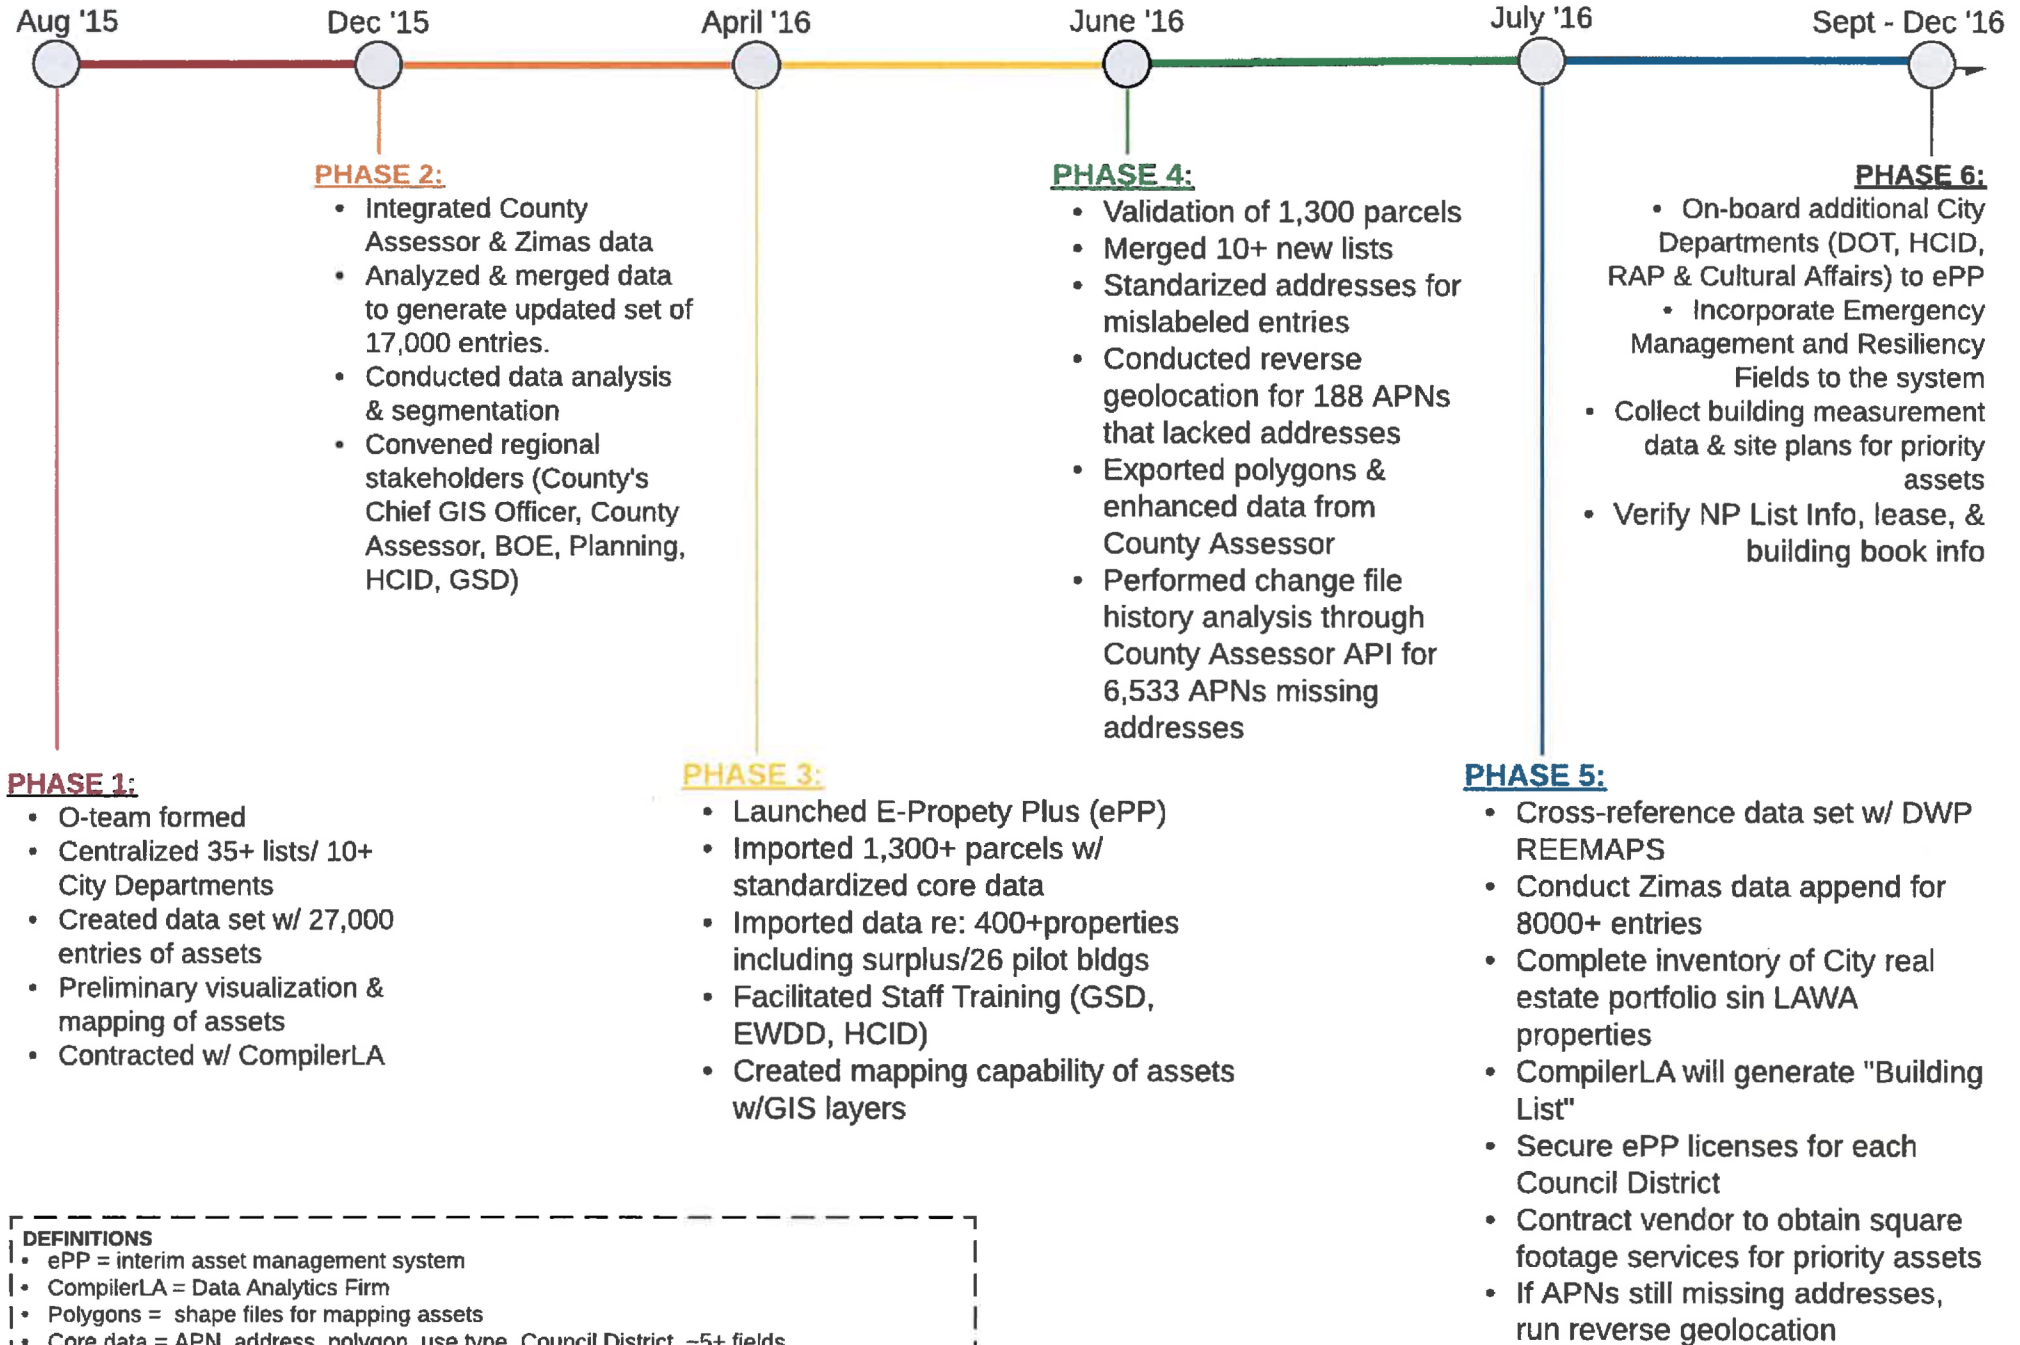 Aug '15
Dec '15
April '16
June '16
July '16
Sept - Dec '16
PHASE 2:
• Integrated County
Assessor & Zimas data
• Analyzed & merged data
to generate updated set of
17,000 entries.
• Conducted data analysis
& segmentation
• Convened regional
stakeholders (County's
Chief GIS Officer, County
Assessor, BOE, Planning,
HCID, GSD)
PHASE 4:
• Validation of 1,300 parcels
• Merged 10+ new lists
• Standarized addresses for
mislabeled entries
• Conducted reverse
geolocation for 188 APNs
that lacked addresses
• Exported polygons &
enhanced data from
County Assessor
• Performed change file
history analysis through
County Assessor API for
6,533 APNs missing
addresses
PHASE 6:
• On-board additional City
Departments (DOT, HCID,
RAP & Cultural Affairs) to ePP
• Incorporate Emergency
Management and Resiliency
Fields to the system
• Collect building measurement
data & site plans for priority
assets
• Verify NP List Info, lease, &
building book info
PHASE 1:
• O-team formed
• Centralized 35+ lists/ 10+
City Departments
• Created data set w/ 27,000
entries of assets
• Preliminary visualization &
mapping of assets
• Contracted w/ CompilerLA
PHASE 3:
• Launched E-Propety Plus (ePP)
• Imported 1,300+ parcels w/
standardized core data
• Imported data re: 400+properties
including surplus/26 pilot bldgs
• Facilitated Staff Training (GSD,
EWDD, HCID)
• Created mapping capability of assets
w/GIS layers
PHASE 5:
• Cross-reference data set w/ DWP
REEMAPS
• Conduct Zimas data append for
8000+ entries
• Complete inventory of City real
estate portfolio sin LAWA
properties
• CompilerLA will generate "Building
List"
• Secure ePP licenses for each
Council District
• Contract vendor to obtain square
footage services for priority assets
• If APNs still missing addresses,
run reverse geolocation
DEFINITIONS
• ePP = interim asset management system
• CompilerLA = Data Analytics Firm
• Polygons = shape files for mapping assets
• Core data = APN, address, polygon, use type, Council District, ~5+ fields